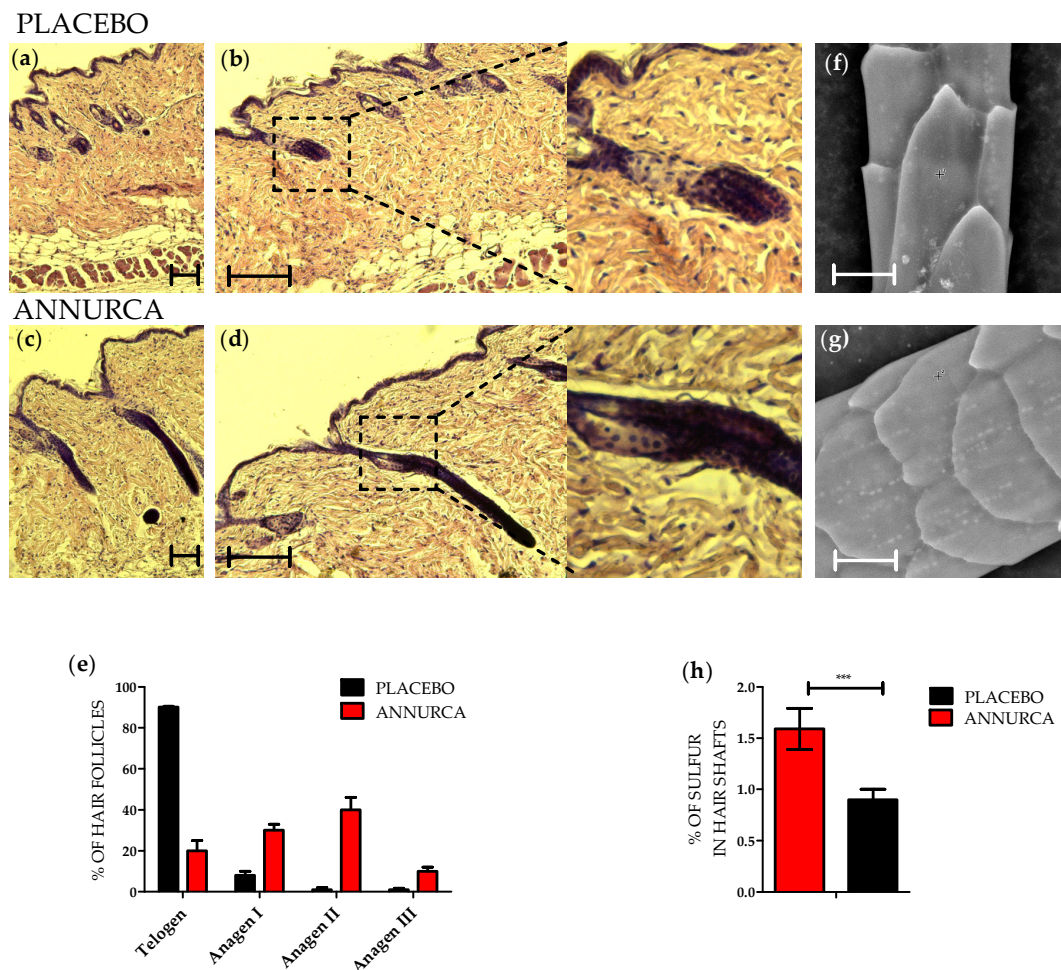 PLACEBO
(a)
(b)
(f)
ANNURCA
(c)
(d)
(g)
(e)
% OF HAIR FOLLICLES
100
80
60
40
20
0
PLACEBO
ANNURCA
Telogen
Anagen I
Anagen II
Anagen III
(h)
% OF SULFUR
IN HAIR SHAFTS
2.0
1.5
1.0
0.5
0.0
***
PLACEBO
ANNURCA